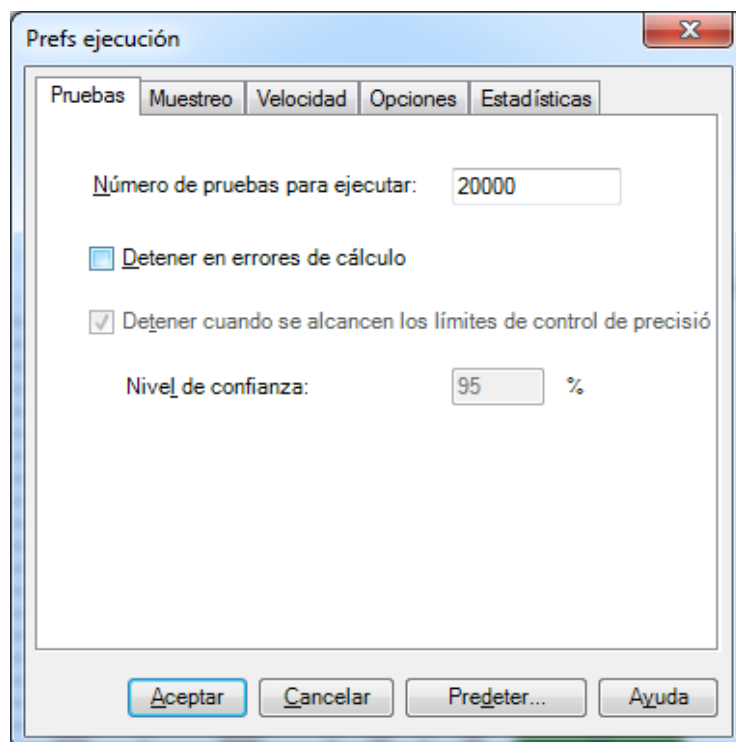 Prefs ejecución
Pruebas Muestreo Velocidad Opciones Estadísticas
Número de pruebas para ejecutar: 20000
Detener en errores de cálculo
Detener cuando se alcancen los límites de control de precisió
Nivel de confianza: 95 %
Aceptar Cancelar Predeter... Ayuda